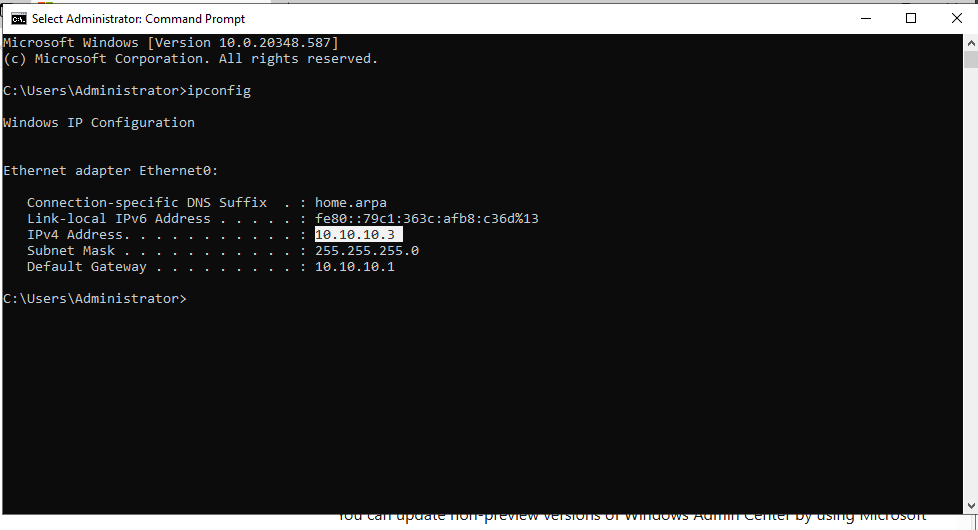 Select Administrator: Command Prompt
Microsoft Windows [Version 10.0.20348.587]
(c) Microsoft Corporation. All rights reserved.
C:\Users\Administrator>ipconfig
Windows IP Configuration
Ethernet adapter Ethernet0:
Connection-specific DNS Suffix  . : home.arpa
Link-local IPv6 Address . . . . . : fe80::79c1:363c:afb8:c36d%13
IPv4 Address. . . . . . . . . . . : 10.10.10.3
Subnet Mask . . . . . . . . . . . : 255.255.255.0
Default Gateway . . . . . . . . . : 10.10.10.1
C:\Users\Administrator>
You can update non-preview versions of Windows Admin Center by using Microsoft